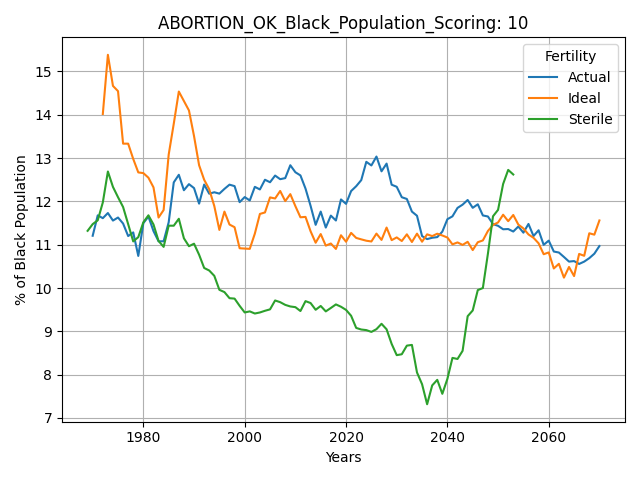 ABORTION_OK_Black_Population_Scoring: 10
Fertility
Actual
Ideal
Sterile
% of Black Population
15
14
13
12
11
10
9
8
7
1980
2000
2020
2040
2060
Years